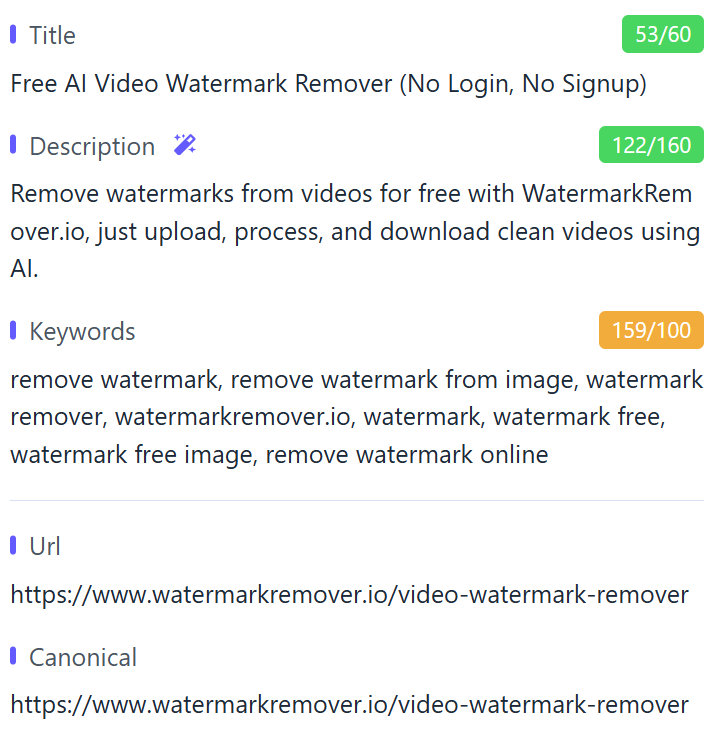 Title 53/60
Free AI Video Watermark Remover (No Login, No Signup)
Description 122/160
Remove watermarks from videos for free with WatermarkRem
over.io, just upload, process, and download clean videos using
AI.
Keywords 159/100
remove watermark, remove watermark from image, watermark
remover, watermarkremover.io, watermark, watermark free,
watermark free image, remove watermark online
Url
https://www.watermarkremover.io/video-watermark-remover
Canonical
https://www.watermarkremover.io/video-watermark-remover